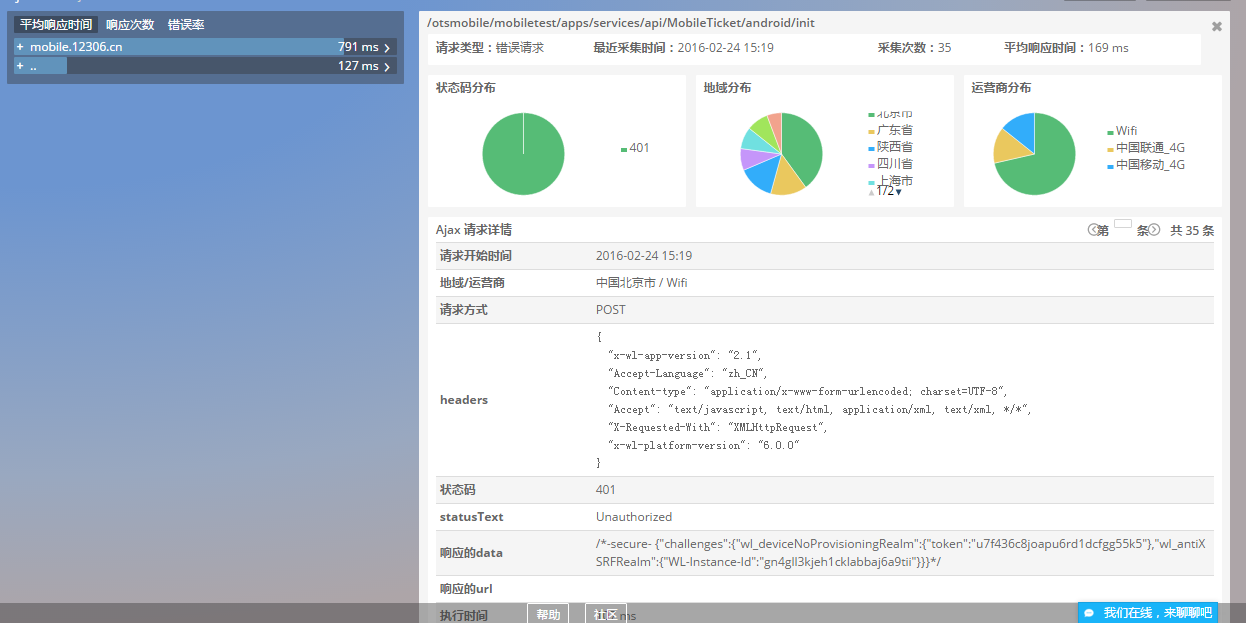 平均响应时间 响应次数 错误率
+ mobile.12306.cn 791 ms >
+ .. 127 ms >
/otsmobile/mobiletest/apps/services/api/MobileTicket/android/init
请求类型：错误请求 最近采集时间：2016-02-24 15:19 采集次数：35 平均响应时间：169 ms
状态码分布
401
地域分布
北京市
广东省
陕西省
四川省
上海市
1/2
运营商分布
Wifi
中国联通_4G
中国移动_4G
Ajax 请求详情 第 条 共 35 条
请求开始时间 2016-02-24 15:19
地域/运营商 中国北京市 / Wifi
请求方式 POST
headers
{
"x-wl-app-version": "2.1",
"Accept-Language": "zh_CN",
"Content-type": "application/x-www-form-urlencoded; charset=UTF-8",
"Accept": "text/javascript, text/html, application/xml, text/xml, */*",
"X-Requested-With": "XMLHttpRequest",
"x-wl-platform-version": "6.0.0"
}
状态码 401
statusText Unauthorized
响应的data
/*-secure- {"challenges":{"wl_deviceNoProvisioningRealm":{"token":"u7f436c8joapu6rd1dcfgg55k5"},"wl_antiX
SRFRealm":{"WL-Instance-Id":"gn4gll3kjeh1cklabbaj6a9tii"}}}*/
响应的url
执行时间 ms
帮助 社区 我们在线，来聊聊吧